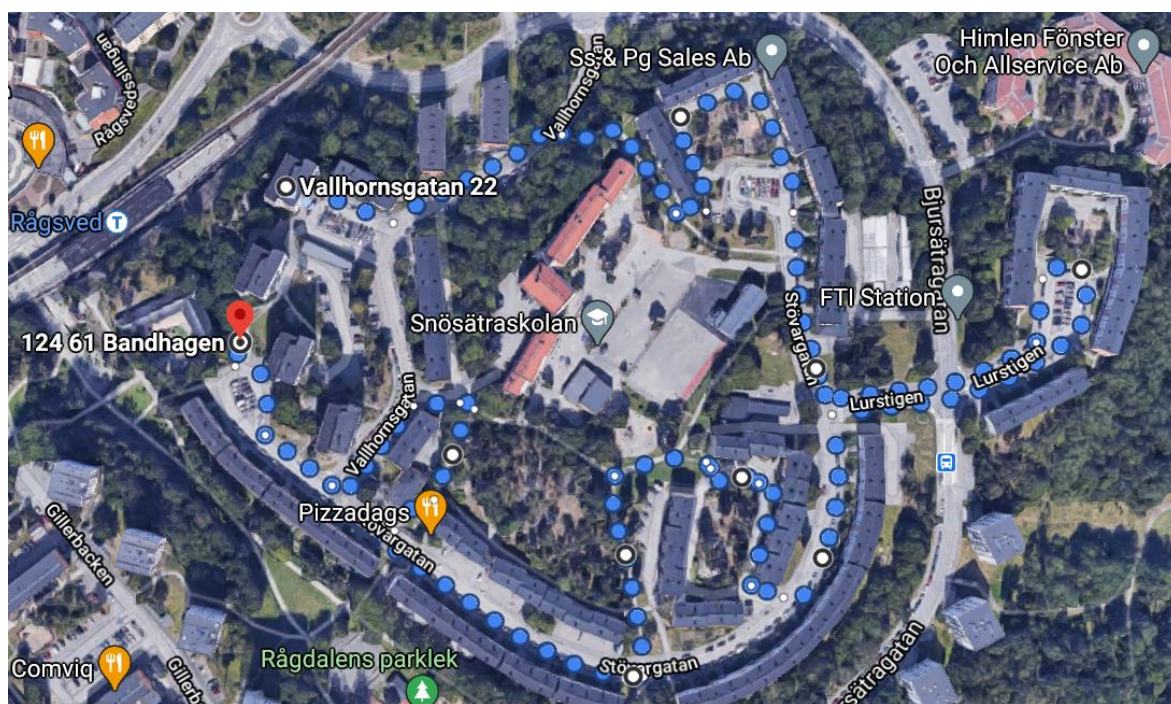 Rågsvedsslingan
Vallhornsgatan
Ss & Pg Sales Ab
Himlen Fönster
Och Allservice Ab
Vallhornsgatan
Vallhornsgatan 22
Rågsved
T
Bjursätragatan
FTI Station
Snösätraskolan
Stövargatan
124 61 Bandhagen
Lurstigen
Lurstigen
Vallhornsgatan
Pizzadags
Stövargatan
Gillerbacken
Stövargatan
Rågdalens parklek
Comviq